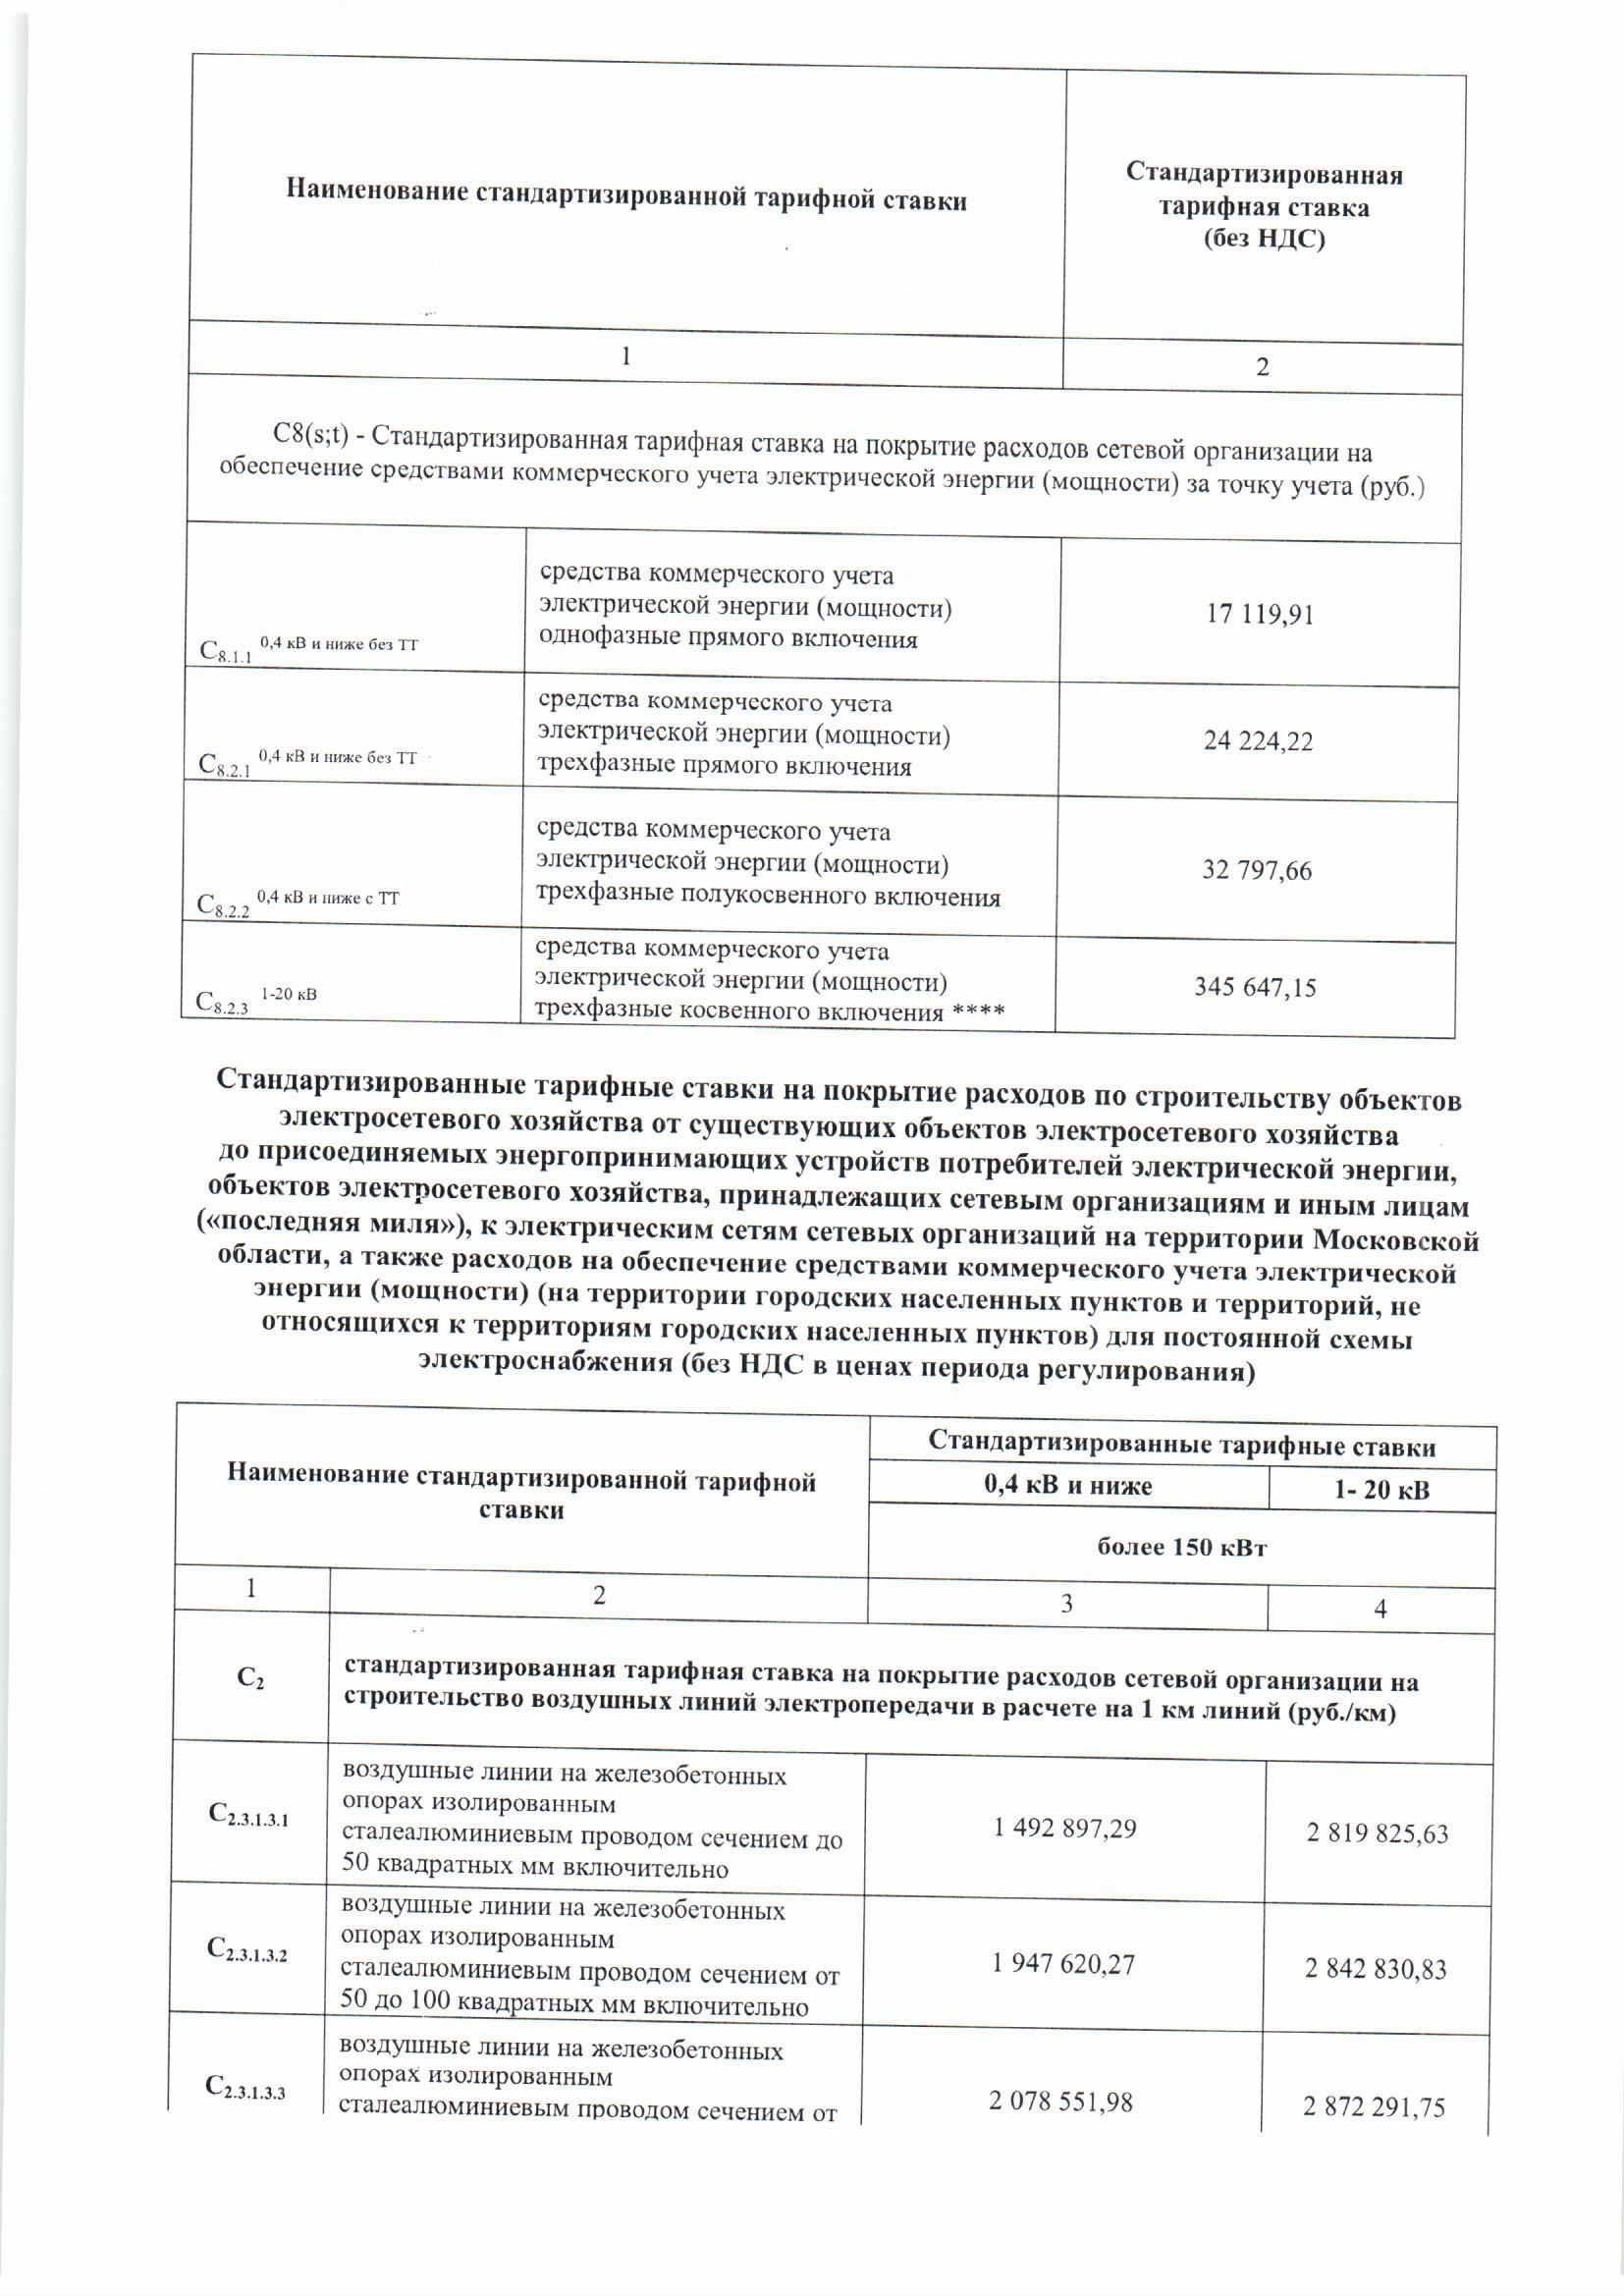 Наименование стандартизированной тарифной ставки
Стандартизированная
тарифная ставка
(без НДС)
1
2
С8(s;t) - Стандартизированная тарифная ставка на покрытие расходов сетевой организации на
обеспечение средствами коммерческого учета электрической энергии (мощности) за точку учета (руб.)
С8.1.1 0,4 кВ и ниже без ТТ
средства коммерческого учета
электрической энергии (мощности)
однофазные прямого включения
17 119,91
С8.2.1 0,4 кВ и ниже без ТТ
средства коммерческого учета
электрической энергии (мощности)
трехфазные прямого включения
24 224,22
С8.2.2 0,4 кВ и ниже с ТТ
средства коммерческого учета
электрической энергии (мощности)
трехфазные полукосвенного включения
32 797,66
С8.2.3 1-20 кВ
средства коммерческого учета
электрической энергии (мощности)
трехфазные косвенного включения ****
345 647,15
Стандартизированные тарифные ставки на покрытие расходов по строительству объектов
электросетевого хозяйства от существующих объектов электросетевого хозяйства
до присоединяемых энергопринимающих устройств потребителей электрической энергии,
объектов электросетевого хозяйства, принадлежащих сетевым организациям и иным лицам
(«последняя миля»), к электрическим сетям сетевых организаций на территории Московской
области, а также расходов на обеспечение средствами коммерческого учета электрической
энергии (мощности) (на территории городских населенных пунктов и территорий, не
относящихся к территориям городских населенных пунктов) для постоянной схемы
электроснабжения (без НДС в ценах периода регулирования)
Наименование стандартизированной тарифной
ставки
Стандартизированные тарифные ставки
0,4 кВ и ниже
1- 20 кВ
более 150 кВт
1
2
3
4
С2
стандартизированная тарифная ставка на покрытие расходов сетевой организации на
строительство воздушных линий электропередачи в расчете на 1 км линий (руб./км)
С2.3.1.3.1
воздушные линии на железобетонных
опорах изолированным
сталеалюминиевым проводом сечением до
50 квадратных мм включительно
1 492 897,29
2 819 825,63
С2.3.1.3.2
воздушные линии на железобетонных
опорах изолированным
сталеалюминиевым проводом сечением от
50 до 100 квадратных мм включительно
1 947 620,27
2 842 830,83
С2.3.1.3.3
воздушные линии на железобетонных
опорах изолированным
сталеалюминиевым проводом сечением от
2 078 551,98
2 872 291,75